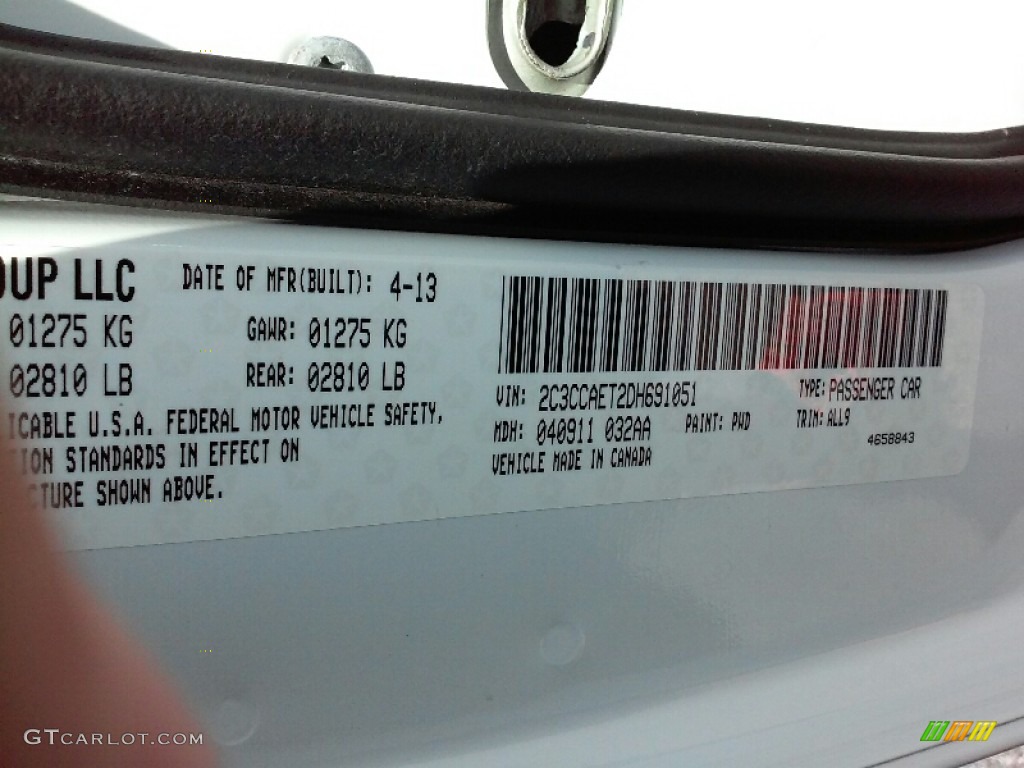 OUP LLC DATE OF MFR(BUILT): 4-13
01275 KG GAWR: 01275 KG
02810 LB REAR: 02810 LB
ICABLE U.S.A. FEDERAL MOTOR VEHICLE SAFETY,
ION STANDARDS IN EFFECT ON
CTURE SHOWN ABOVE.
VIN: 2C3CCAET2DH691051 TYPE: PASSENGER CAR
MDH: 040911 032AA PAINT: PWD TRIM: ALL9
VEHICLE MADE IN CANADA 4658843
GTCARLOT.COM